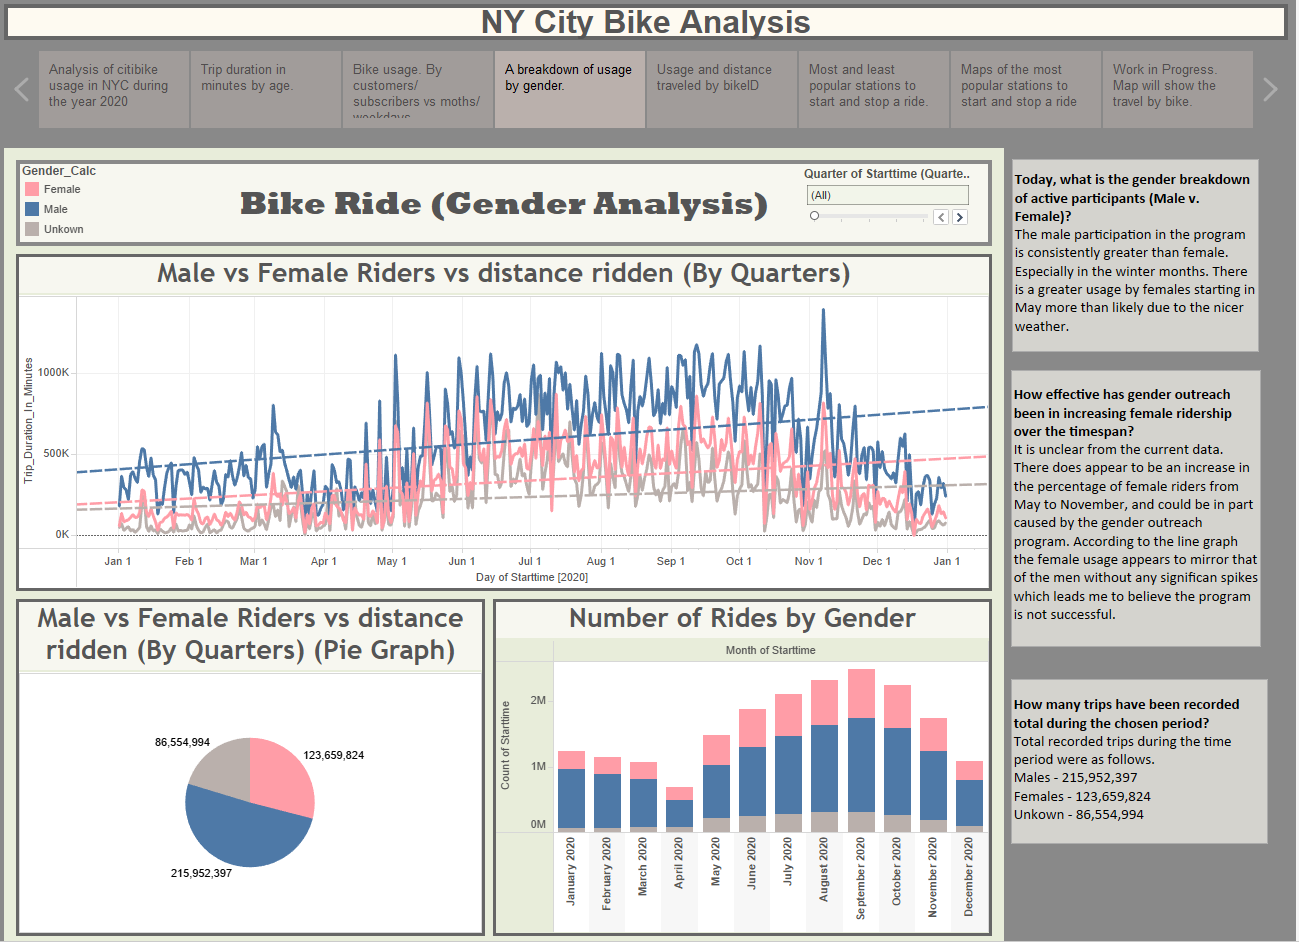 NY City Bike Analysis
Analysis of citibike
usage in NYC during
the year 2020
Trip duration in
minutes by age.
Bike usage. By
customers/
subscribers vs moths/
weekdays
A breakdown of usage
by gender.
Usage and distance
traveled by bikeID
Most and least
popular stations to
start and stop a ride.
Maps of the most
popular stations to
start and stop a ride
Work in Progress.
Map will show the
travel by bike.
Gender_Calc
Female
Male
Unkown
Bike Ride (Gender Analysis)
Quarter of Starttime (Quarte..
(All)
Male vs Female Riders vs distance ridden (By Quarters)
Trip_Duration_In_Minutes
1000K
500K
0K
Jan 1
Feb 1
Mar 1
Apr 1
May 1
Jun 1
Jul 1
Aug 1
Sep 1
Oct 1
Nov 1
Dec 1
Jan 1
Day of Starttime [2020]
Male vs Female Riders vs distance
ridden (By Quarters) (Pie Graph)
86,554,994
123,659,824
215,952,397
Number of Rides by Gender
Month of Starttime
Count of Starttime
2M
1M
0M
January 2020
February 2020
March 2020
April 2020
May 2020
June 2020
July 2020
August 2020
September 2020
October 2020
November 2020
December 2020
Today, what is the gender breakdown
of active participants (Male v.
Female)?
The male participation in the program
is consistently greater than female.
Especially in the winter months. There
is a greater usage by females starting in
May more than likely due to the nicer
weather.
How effective has gender outreach
been in increasing female ridership
over the timespan?
It is unclear from the current data.
There does appear to be an increase in
the percentage of female riders from
May to November, and could be in part
caused by the gender outreach
program. According to the line graph
the female usage appears to mirror that
of the men without any significan spikes
which leads me to believe the program
is not successful.
How many trips have been recorded
total during the chosen period?
Total recorded trips during the time
period were as follows.
Males - 215,952,397
Females - 123,659,824
Unkown - 86,554,994